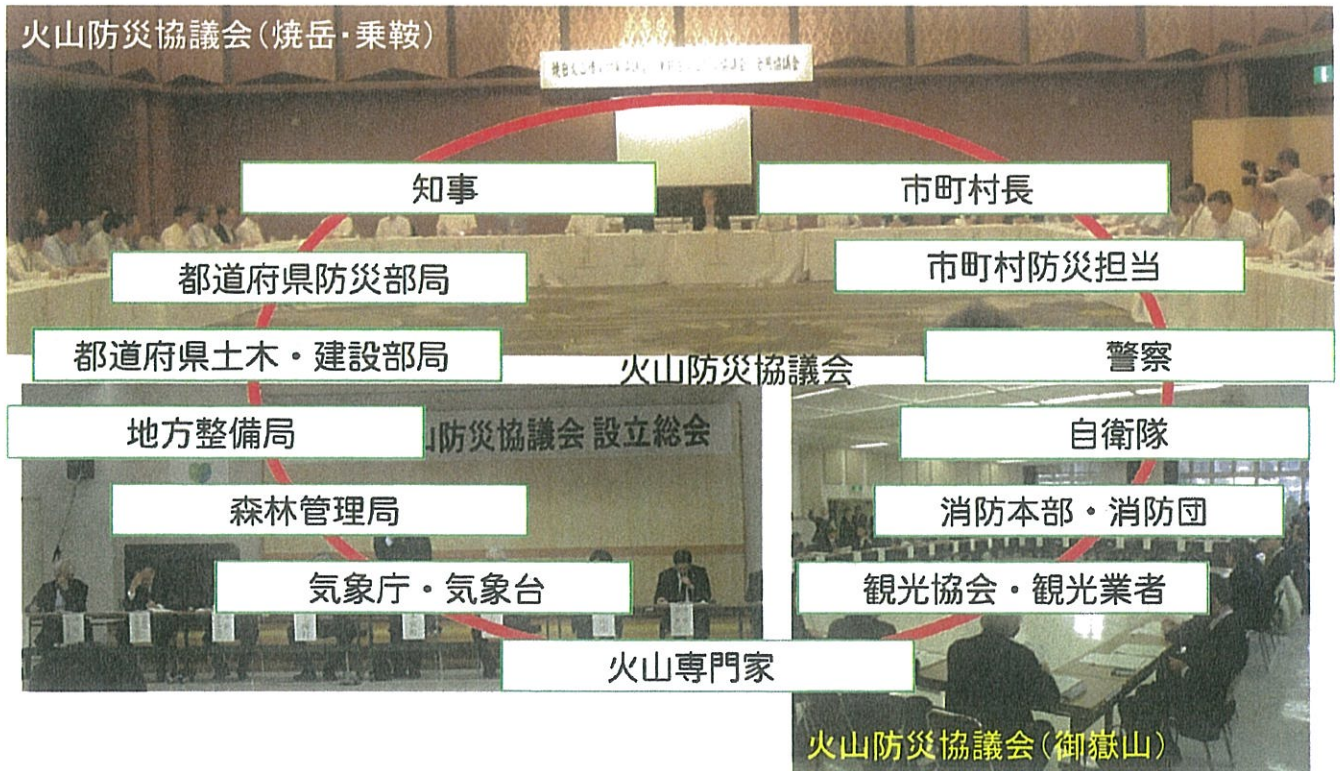 火山防災協議会(焼岳・乗鞍)
知事
市町村長
都道府県防災部局
市町村防災担当
都道府県土木・建設部局
警察
火山防災協議会
地方整備局
山防災協議会 設立総会
自衛隊
森林管理局
消防本部・消防団
気象庁・気象台
観光協会・観光業者
火山専門家
火山防災協議会(御嶽山)